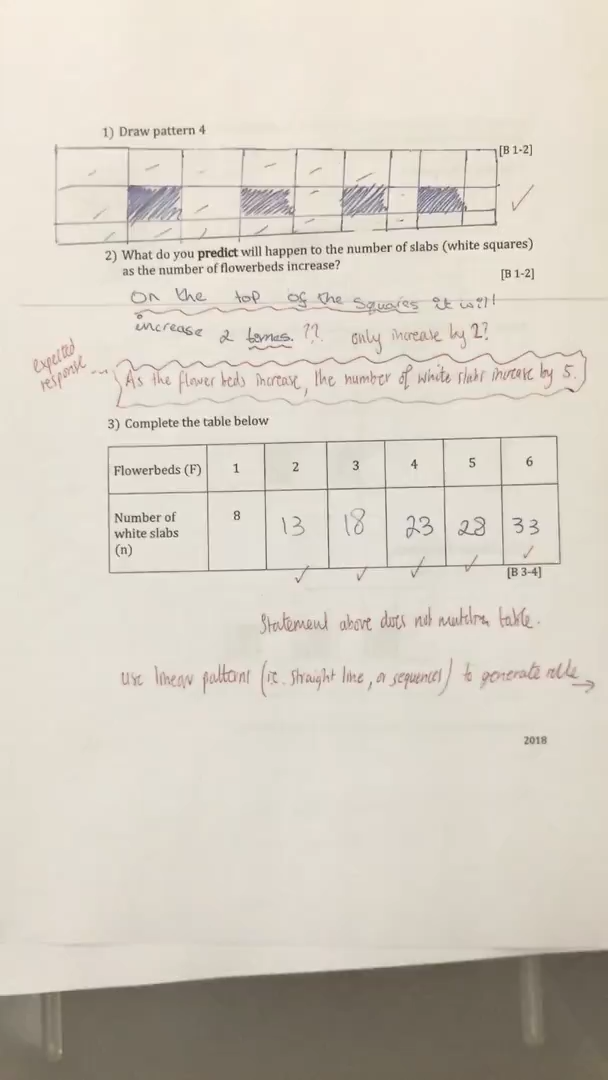 1) Draw pattern 4
[B 1-2]
2) What do you predict will happen to the number of slabs (white squares)
as the number of flowerbeds increase?
[B 1-2]
On the top of the squares it will
increase 2 tomes. ?? only increase by 2?
expected
response
As the flower beds increase, the number of white slabs increase by 5.
3) Complete the table below
Flowerbeds (F) 1 2 3 4 5 6
Number of
white slabs
(n) 8 13 18 23 28 33
[B 3-4]
Statement above does not match table.
use linear patterns (ie. straight line, or sequences) to generate
2018